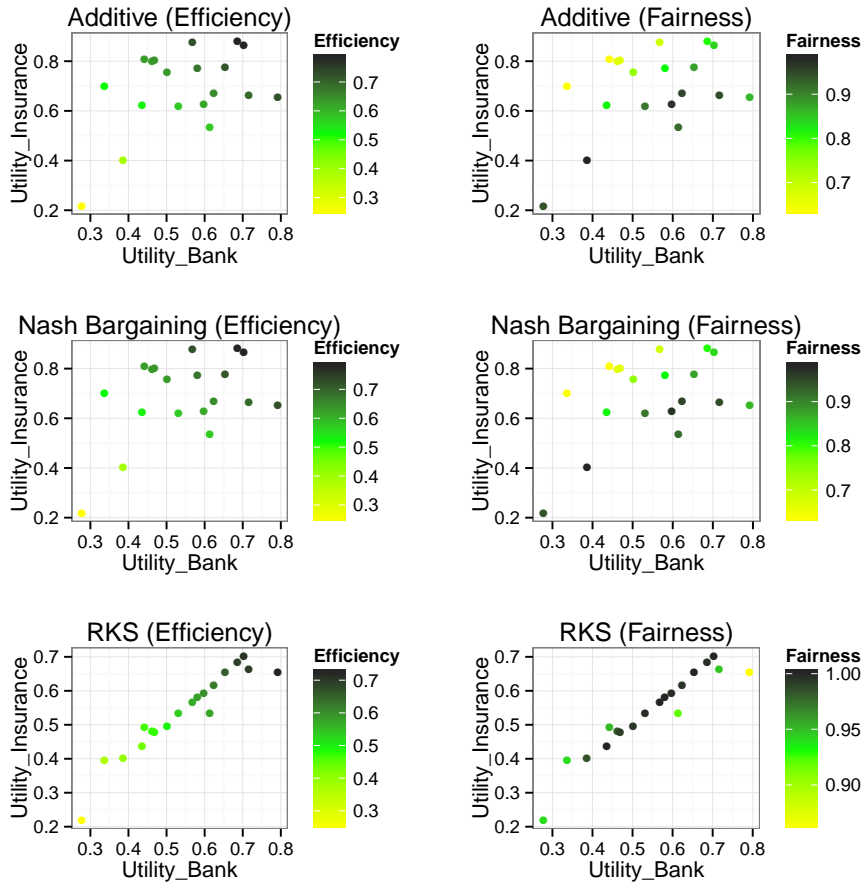 Additive (Efficiency)
Utility_Insurance
0.8
0.6
0.4
0.2
0.3 0.4 0.5 0.6 0.7 0.8
Utility_Bank
Efficiency
0.7
0.6
0.5
0.4
0.3
Additive (Fairness)
Utility_Insurance
0.8
0.6
0.4
0.2
0.3 0.4 0.5 0.6 0.7 0.8
Utility_Bank
Fairness
0.9
0.8
0.7
Nash Bargaining (Efficiency)
Utility_Insurance
0.8
0.6
0.4
0.2
0.3 0.4 0.5 0.6 0.7 0.8
Utility_Bank
Efficiency
0.7
0.6
0.5
0.4
0.3
Nash Bargaining (Fairness)
Utility_Insurance
0.8
0.6
0.4
0.2
0.3 0.4 0.5 0.6 0.7 0.8
Utility_Bank
Fairness
0.9
0.8
0.7
RKS (Efficiency)
Utility_Insurance
0.7
0.6
0.5
0.4
0.3
0.2
0.3 0.4 0.5 0.6 0.7 0.8
Utility_Bank
Efficiency
0.7
0.6
0.5
0.4
0.3
RKS (Fairness)
Utility_Insurance
0.7
0.6
0.5
0.4
0.3
0.2
0.3 0.4 0.5 0.6 0.7 0.8
Utility_Bank
Fairness
1.00
0.95
0.90